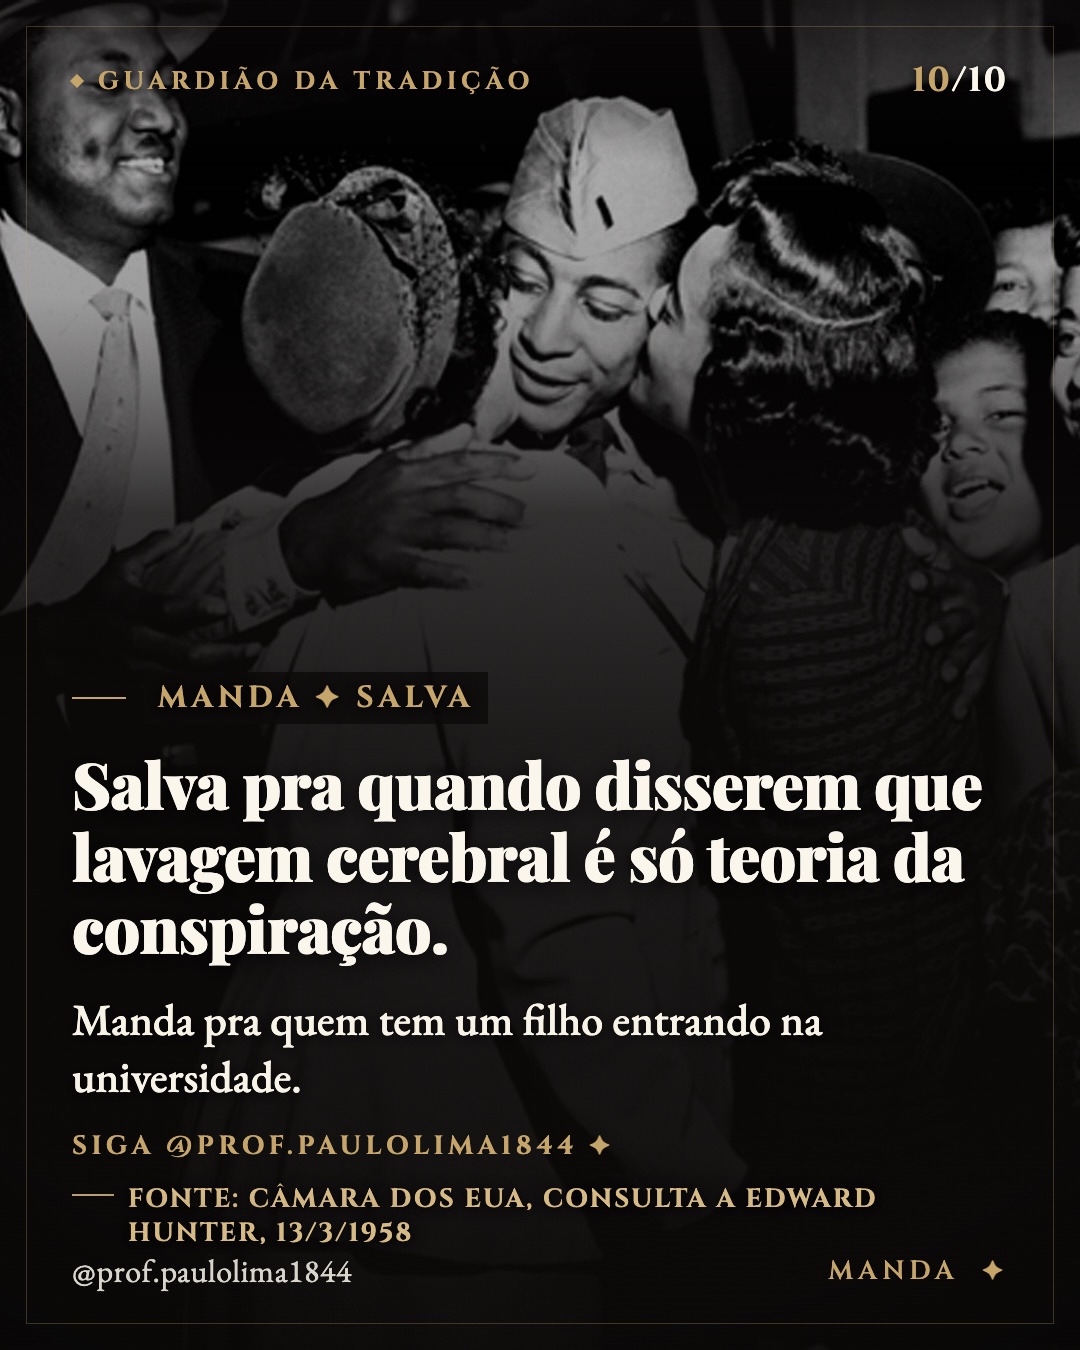 ◆ GUARDIÃO DA TRADIÇÃO
10/10
MANDA ✦ SALVA
Salva pra quando disserem que
lavagem cerebral é só teoria da
conspiração.
Manda pra quem tem um filho entrando na
universidade.
SIGA @PROF.PAULOLIMA1844 ✦
FONTE: CÂMARA DOS EUA, CONSULTA A EDWARD
HUNTER, 13/3/1958
@prof.paulolima1844
MANDA ✦